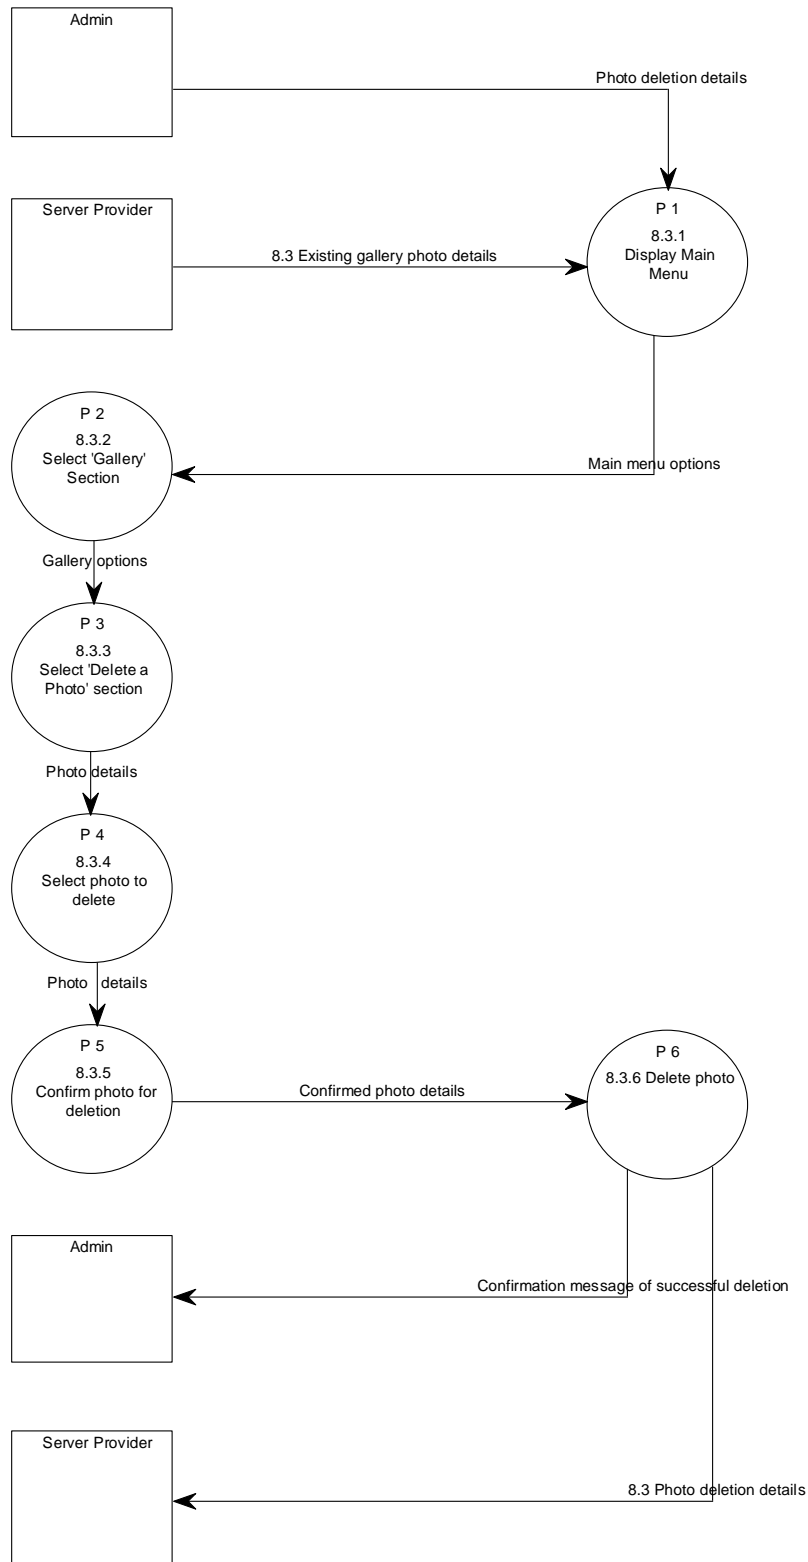 Admin
Photo deletion details
Server Provider
8.3 Existing gallery photo details
P 1
8.3.1
Display Main
Menu
P 2
8.3.2
Select 'Gallery'
Section
Main menu options
Gallery options
P 3
8.3.3
Select 'Delete a
Photo' section
Photo details
P 4
8.3.4
Select photo to
delete
Photo details
P 5
8.3.5
Confirm photo for
deletion
Confirmed photo details
P 6
8.3.6 Delete photo
Admin
Confirmation message of successful deletion
Server Provider
8.3 Photo deletion details